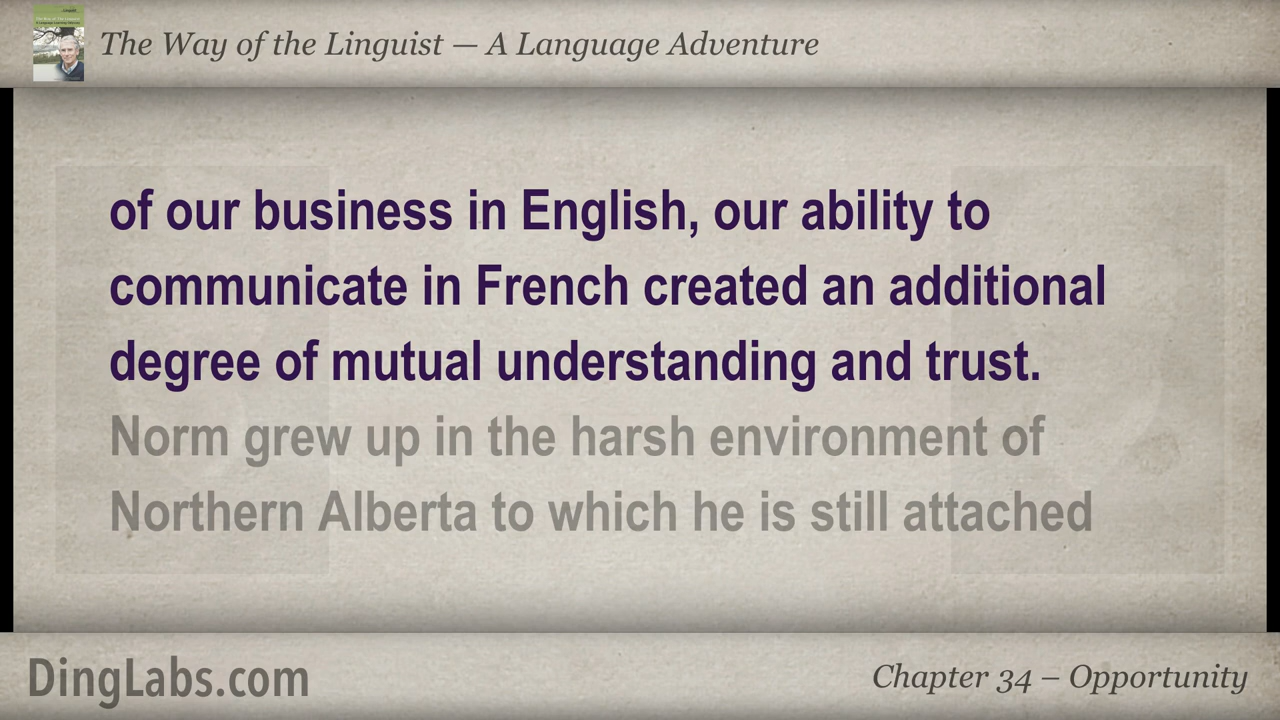 The Way of the Linguist — A Language Adventure
of our business in English, our ability to
communicate in French created an additional
degree of mutual understanding and trust.
Norm grew up in the harsh environment of
Northern Alberta to which he is still attached
DingLabs.com
Chapter 34 – Opportunity